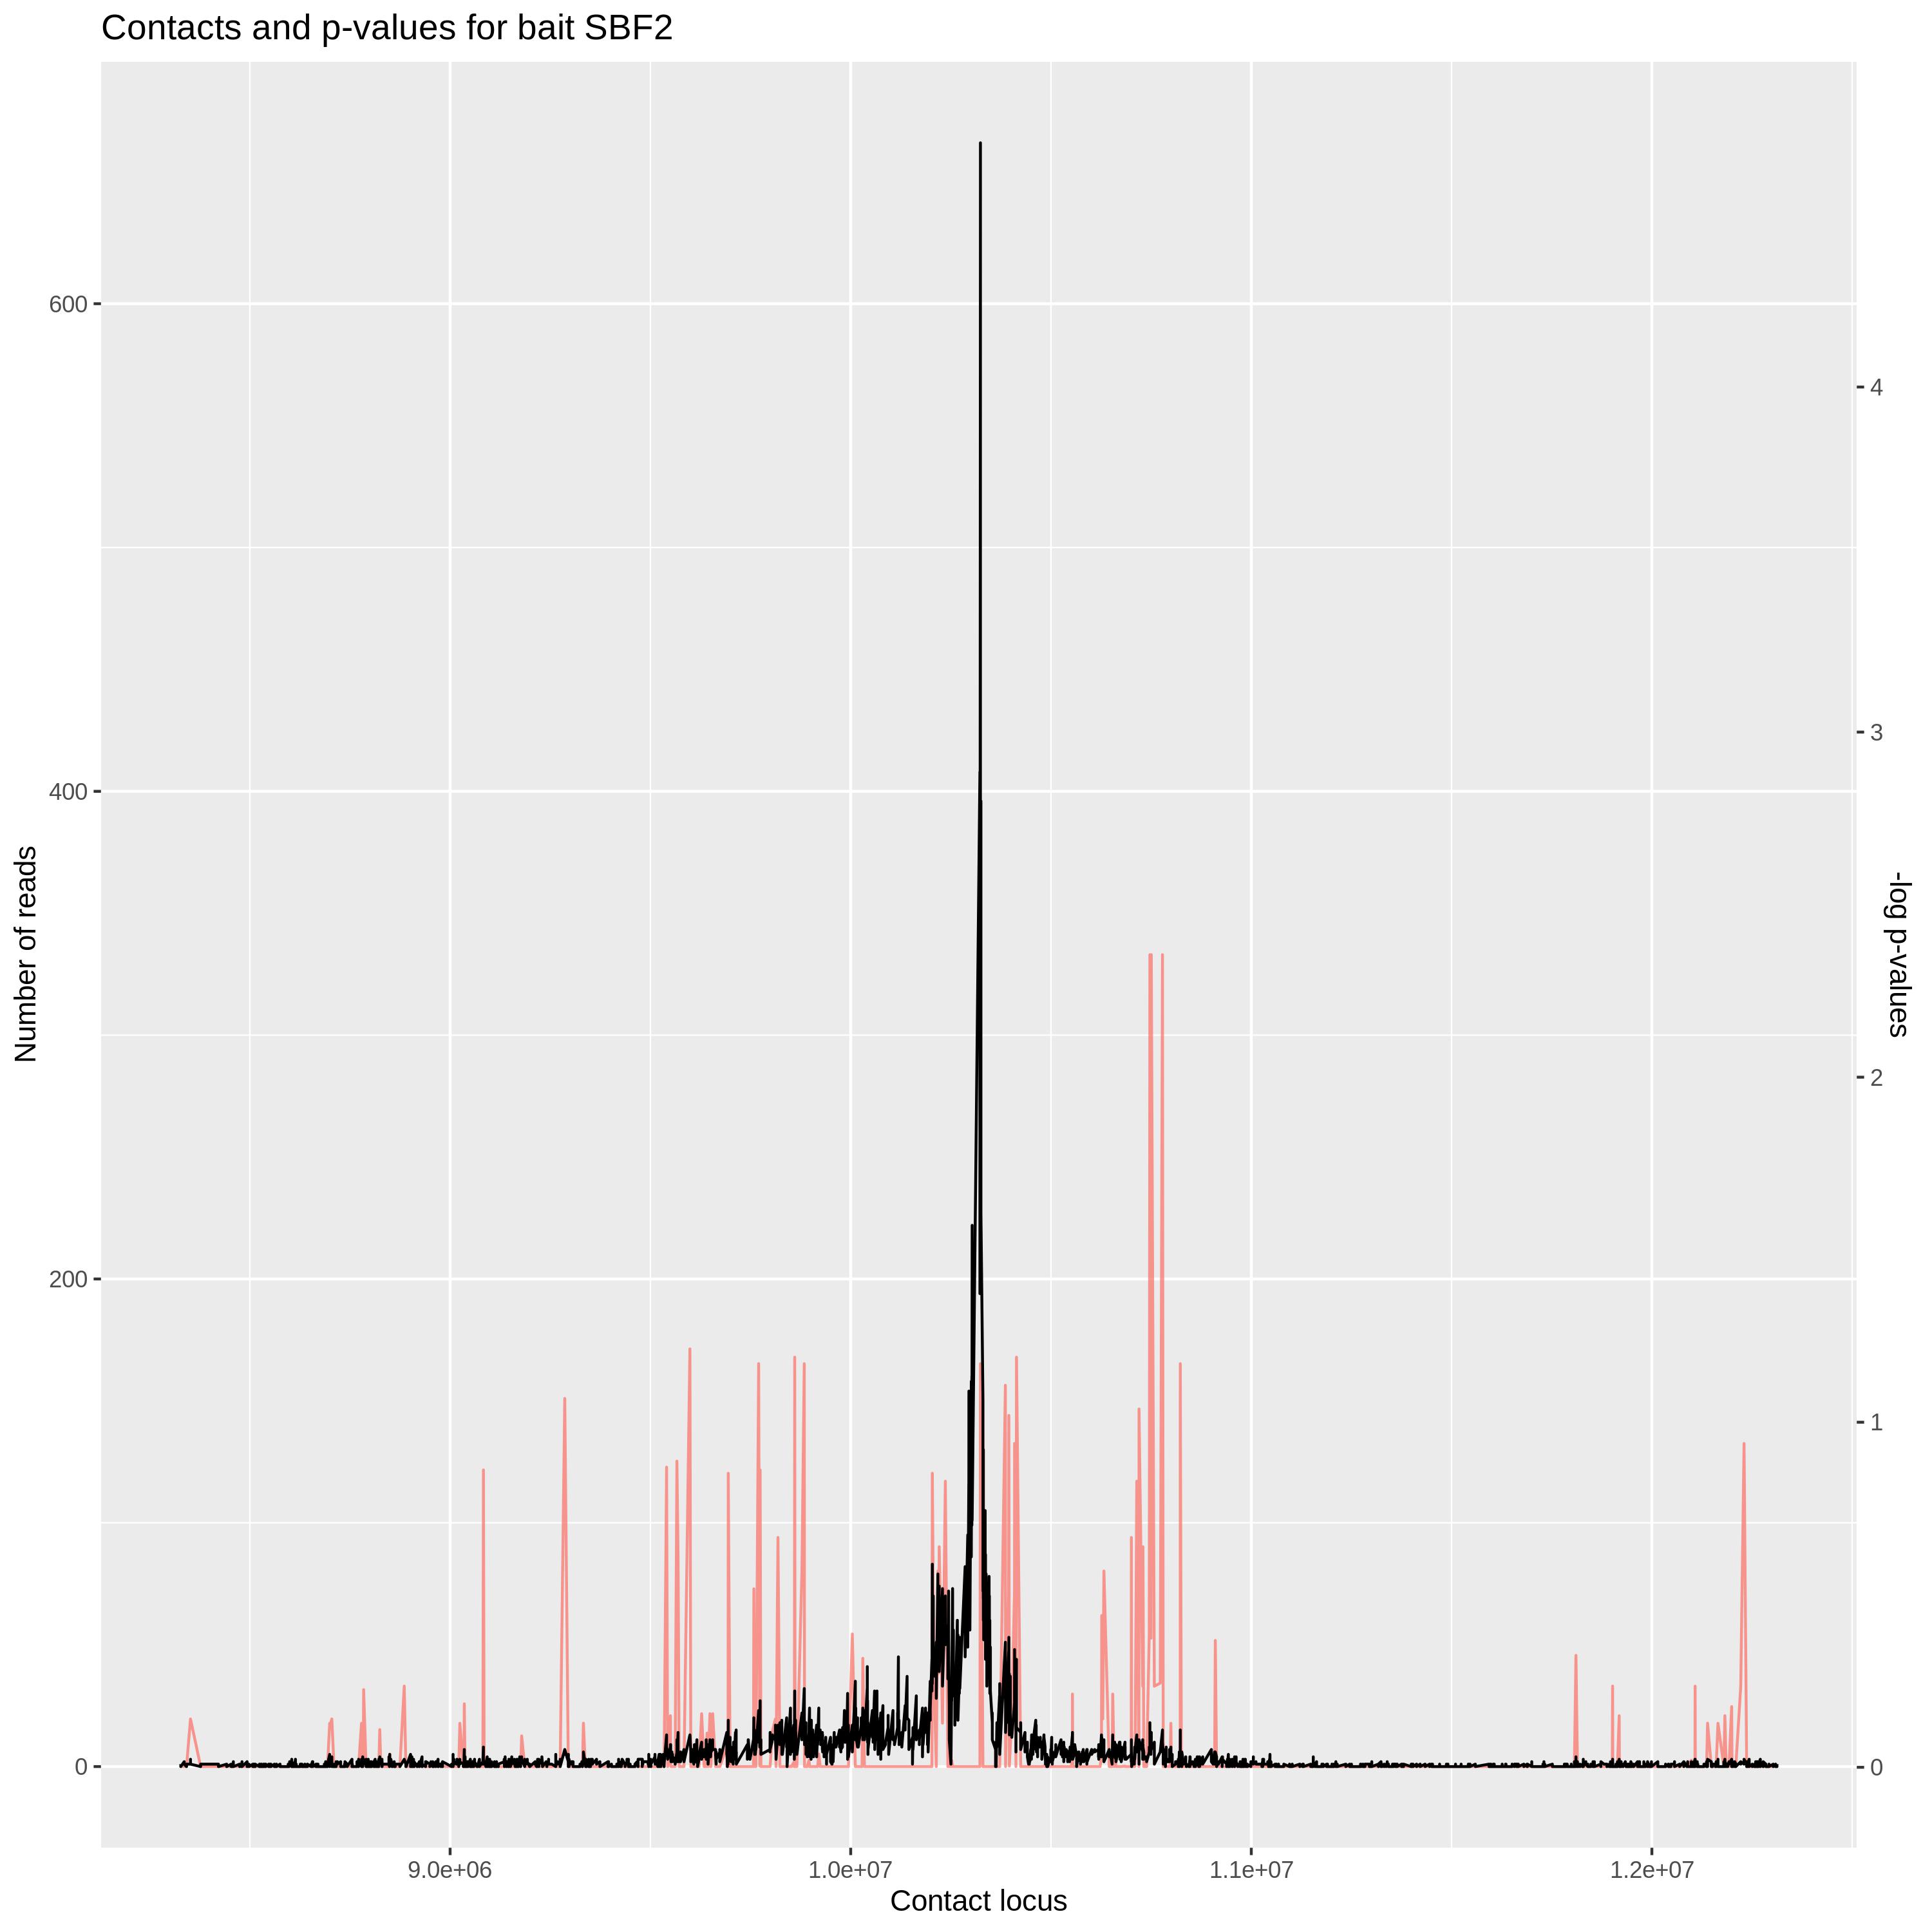 Contacts and p-values for bait SBF2
600
400
200
0
Number of reads
4
3
2
1
0
-log p-values
9.0e+06
1.0e+07
1.1e+07
1.2e+07
Contact locus